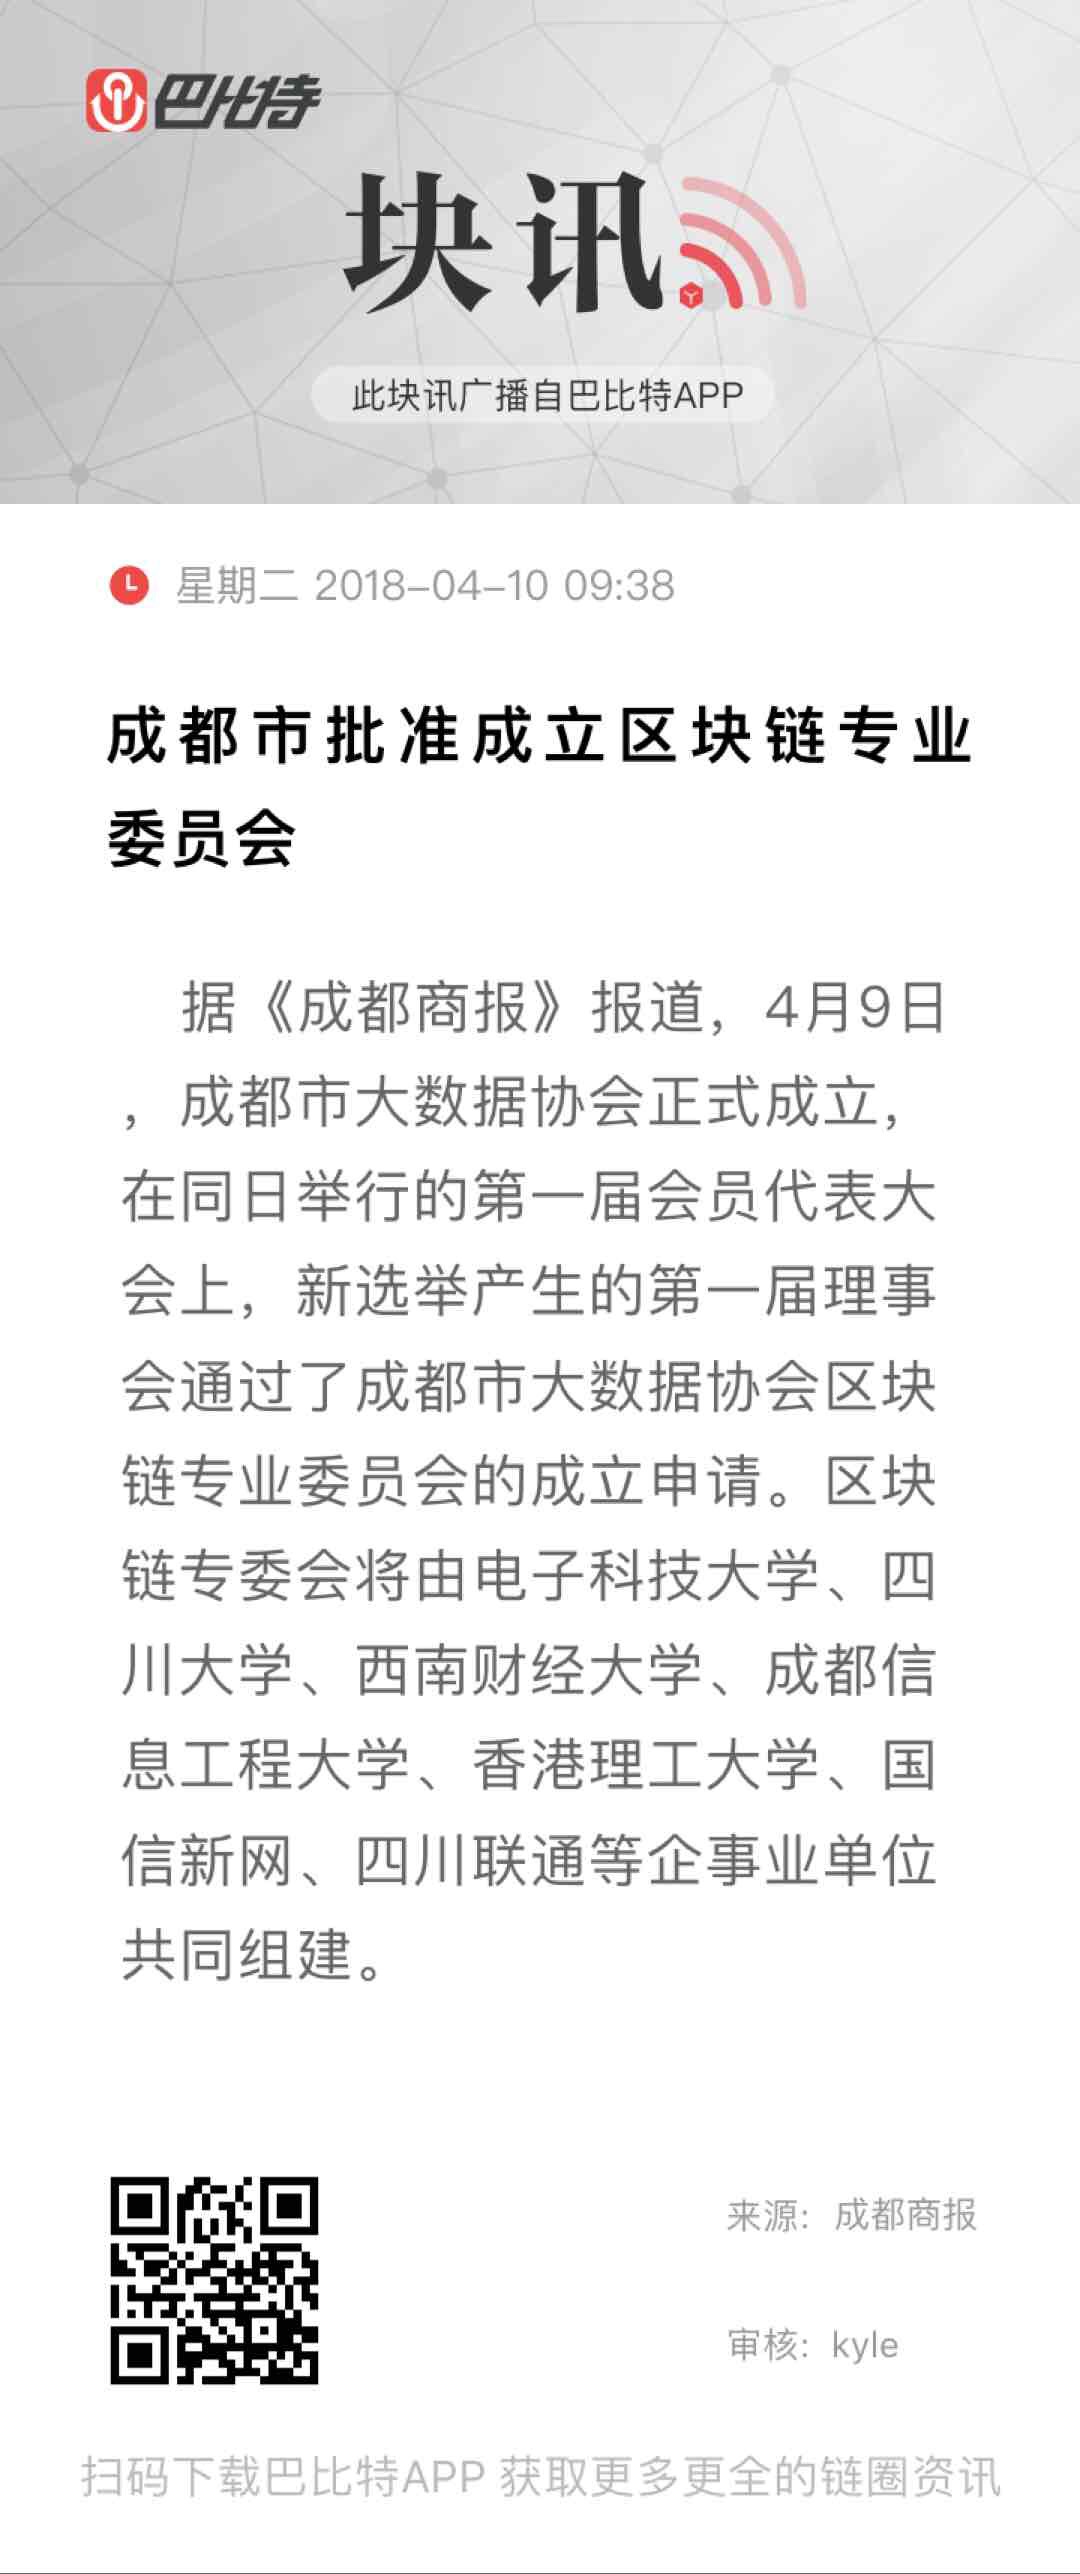 巴比特
块讯
此块讯广播自巴比特APP
星期二 2018-04-10 09:38
成都市批准成立区块链专业
委员会
据《成都商报》报道，4月9日
，成都市大数据协会正式成立，
在同日举行的第一届会员代表大
会上，新选举产生的第一届理事
会通过了成都市大数据协会区块
链专业委员会的成立申请。区块
链专委会将由电子科技大学、四
川大学、西南财经大学、成都信
息工程大学、香港理工大学、国
信新网、四川联通等企事业单位
共同组建。
来源：成都商报
审核：kyle
扫码下载巴比特APP 获取更多更全的链圈资讯